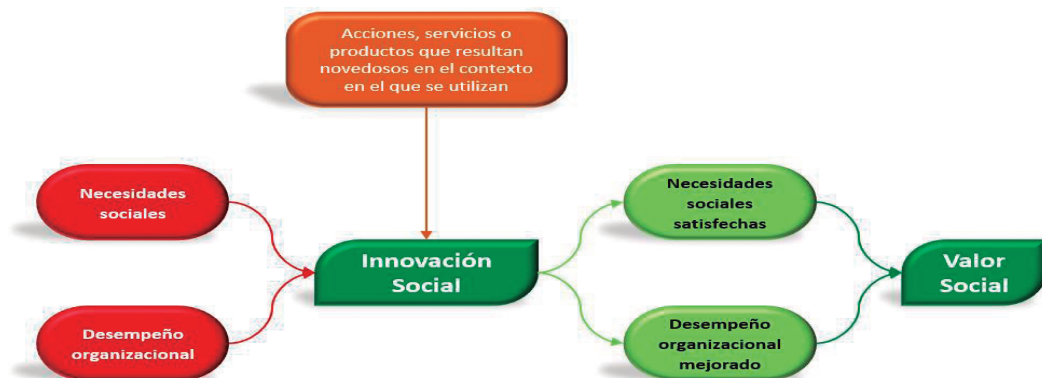 Acciones, servicios o
productos que resultan
novedosos en el contexto
en el que se utilizan
Necesidades
sociales
Desempeño
organizacional
Innovación
Social
Necesidades
sociales
satisfechas
Desempeño
organizacional
mejorado
Valor
Social